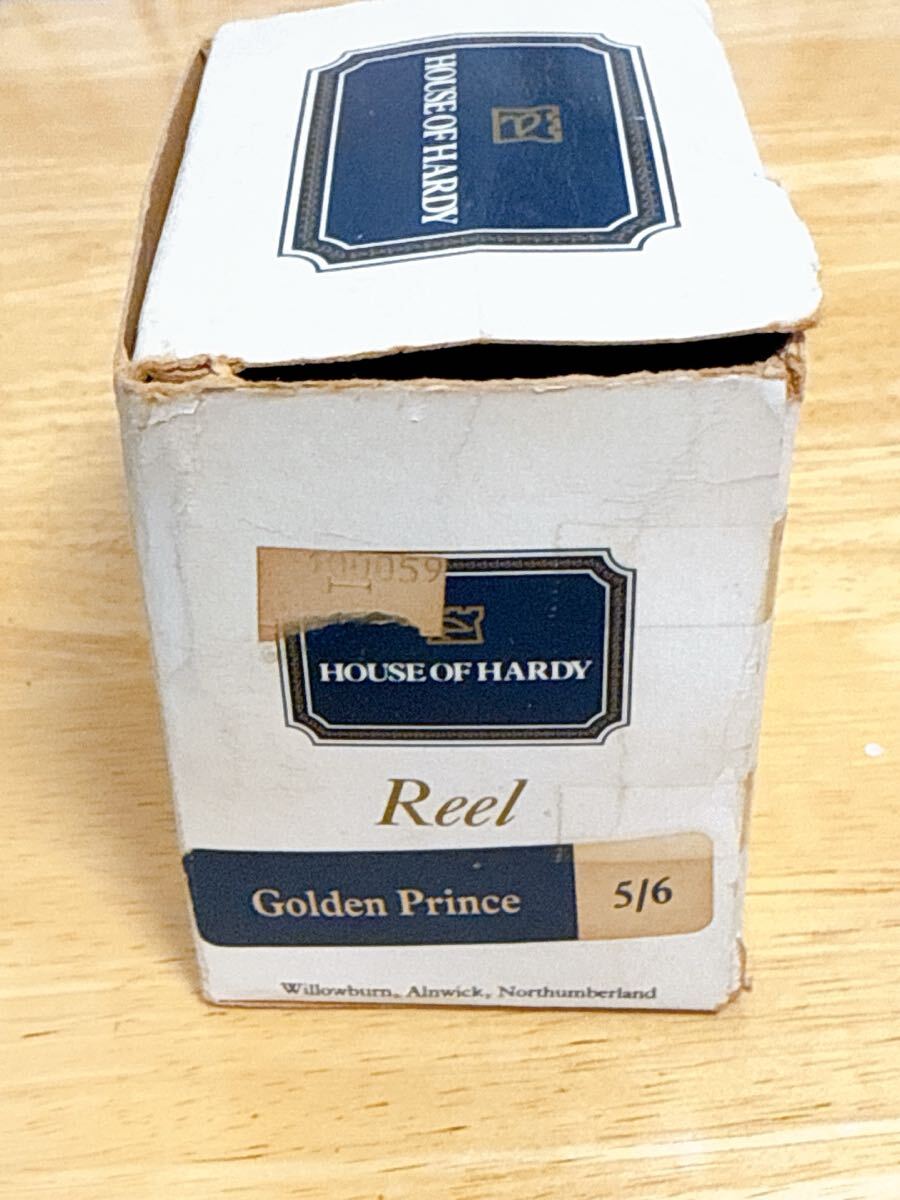 HOUSE OF HARDY
HOUSE OF HARDY
Reel
Golden Prince
5/6
Willowburn, Alnwick, Northumberland